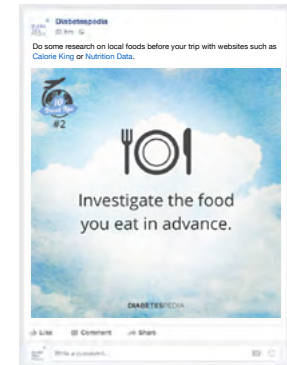 Diabetespedia
Do some research on local foods before your trip with websites such as
Calorie King or Nutrition Data.
10
#2
Investigate the food
you eat in advance.
DIABETESPEDIA
Like Comment Share
Write a comment...